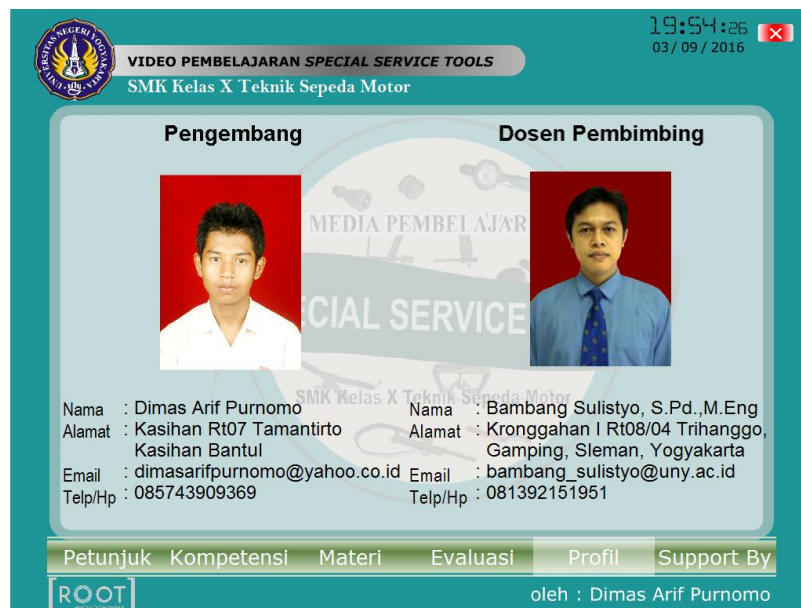 19:54:26
03/09/2016
VIDEO PEMBELAJARAN SPECIAL SERVICE TOOLS
SMK Kelas X Teknik Sepeda Motor
UNIVERSITAS NEGERI YOGYAKARTA
Pengembang
Dosen Pembimbing
MEDIA PEMBELAJAR
CIAL SERVICE
SMK Kelas X Teknik Sepeda Motor
Nama : Dimas Arif Purnomo
Alamat : Kasihan Rt07 Tamantirto
Kasihan Bantul
Email : dimasarifpurnomo@yahoo.co.id
Telp/Hp : 085743909369
Nama : Bambang Sulistyo, S.Pd.,M.Eng
Alamat : Kronggahan I Rt08/04 Trihanggo,
Gamping, Sleman, Yogyakarta
Email : bambang_sulistyo@uny.ac.id
Telp/Hp : 081392151951
Petunjuk Kompetensi Materi Evaluasi Profil Support By
ROOT
oleh : Dimas Arif Purnomo